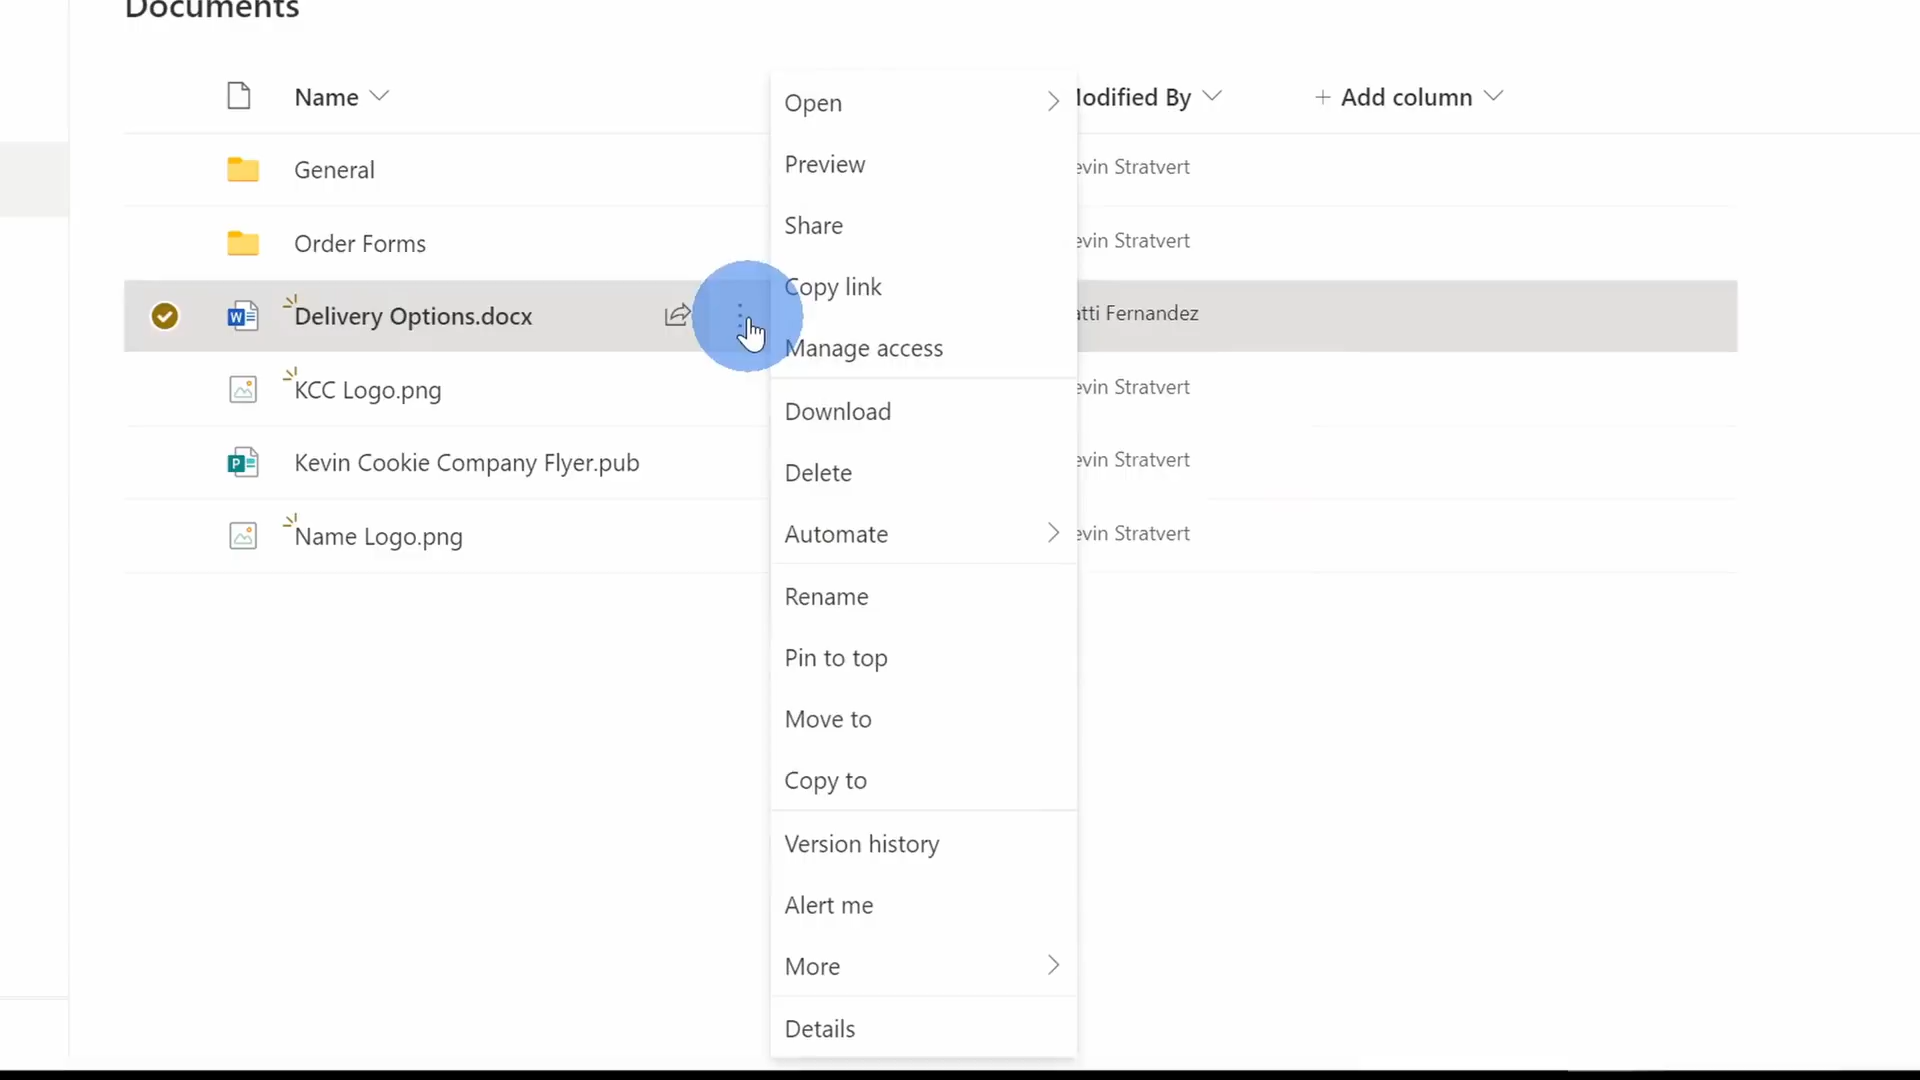 Documents
Name
Modified By
Add column
General
evin Stratvert
Order Forms
evin Stratvert
Delivery Options.docx
atti Fernandez
KCC Logo.png
evin Stratvert
Kevin Cookie Company Flyer.pub
evin Stratvert
Name Logo.png
evin Stratvert
Open
Preview
Share
Copy link
Manage access
Download
Delete
Automate
Rename
Pin to top
Move to
Copy to
Version history
Alert me
More
Details